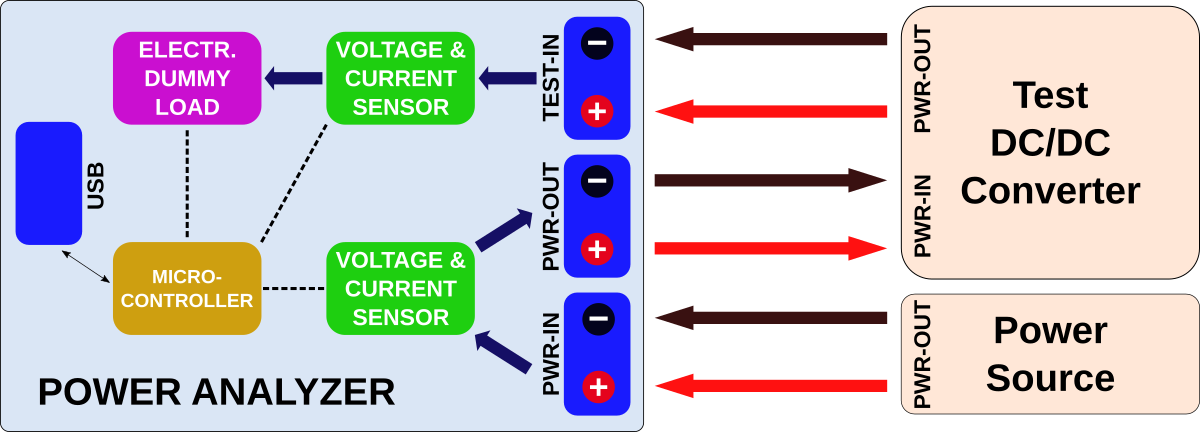 ELECTR.
DUMMY
LOAD
VOLTAGE &
CURRENT
SENSOR
TEST-IN
−
+
USB
MICRO-
CONTROLLER
VOLTAGE &
CURRENT
SENSOR
PWR-OUT
−
+
PWR-IN
−
+
POWER ANALYZER
PWR-OUT
PWR-IN
Test
DC/DC
Converter
PWR-OUT
Power
Source